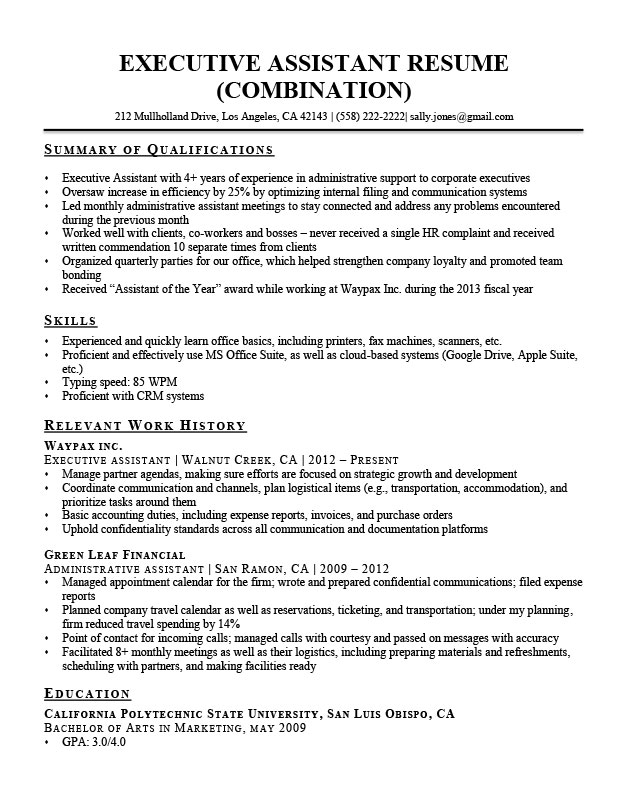 EXECUTIVE ASSISTANT RESUME
(COMBINATION)
212 Mullholland Drive, Los Angeles, CA 42143 | (558) 222-2222| sally.jones@gmail.com
SUMMARY OF QUALIFICATIONS
• Executive Assistant with 4+ years of experience in administrative support to corporate executives
• Oversaw increase in efficiency by 25% by optimizing internal filing and communication systems
• Led monthly administrative assistant meetings to stay connected and address any problems encountered
during the previous month
• Worked well with clients, co-workers and bosses – never received a single HR complaint and received
written commendation 10 separate times from clients
• Organized quarterly parties for our office, which helped strengthen company loyalty and promoted team
bonding
• Received “Assistant of the Year” award while working at Waypax Inc. during the 2013 fiscal year
SKILLS
• Experienced and quickly learn office basics, including printers, fax machines, scanners, etc.
• Proficient and effectively use MS Office Suite, as well as cloud-based systems (Google Drive, Apple Suite,
etc.)
• Typing speed: 85 WPM
• Proficient with CRM systems
RELEVANT WORK HISTORY
WAYPAX INC.
EXECUTIVE ASSISTANT | WALNUT CREEK, CA | 2012 – PRESENT
• Manage partner agendas, making sure efforts are focused on strategic growth and development
• Coordinate communication and channels, plan logistical items (e.g., transportation, accommodation), and
prioritize tasks around them
• Basic accounting duties, including expense reports, invoices, and purchase orders
• Uphold confidentiality standards across all communication and documentation platforms
GREEN LEAF FINANCIAL
ADMINISTRATIVE ASSISTANT | SAN RAMON, CA | 2009 – 2012
• Managed appointment calendar for the firm; wrote and prepared confidential communications; filed expense
reports
• Planned company travel calendar as well as reservations, ticketing, and transportation; under my planning,
firm reduced travel spending by 14%
• Point of contact for incoming calls; managed calls with courtesy and passed on messages with accuracy
• Facilitated 8+ monthly meetings as well as their logistics, including preparing materials and refreshments,
scheduling with partners, and making facilities ready
EDUCATION
CALIFORNIA POLYTECHNIC STATE UNIVERSITY, SAN LUIS OBISPO, CA
BACHELOR OF ARTS IN MARKETING, MAY 2009
• GPA: 3.0/4.0